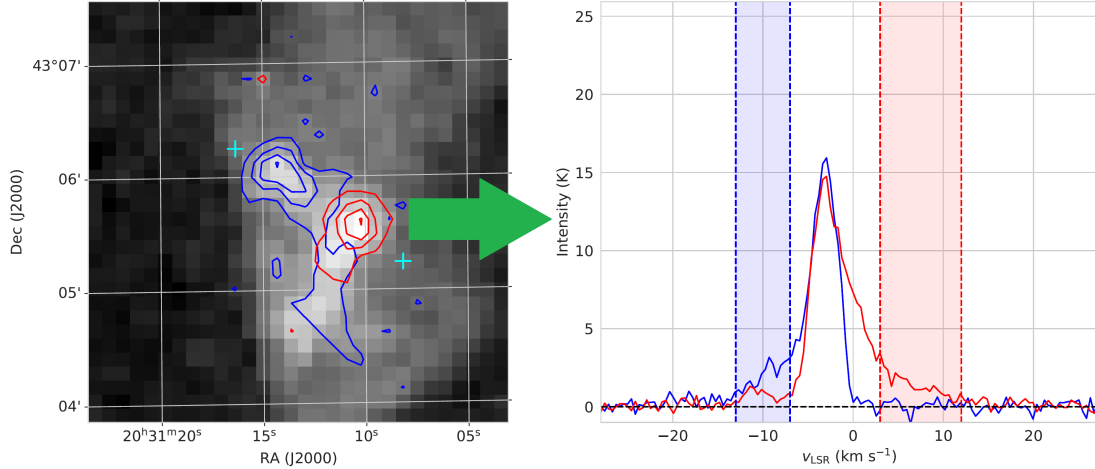 43°07'
06'
05'
04'
Dec (J2000)
20ʰ31ᵐ20ˢ 15ˢ 10ˢ 05ˢ
RA (J2000)
25
20
15
10
5
0
Intensity (K)
−20 −10 0 10 20
v_LSR (km s⁻¹)